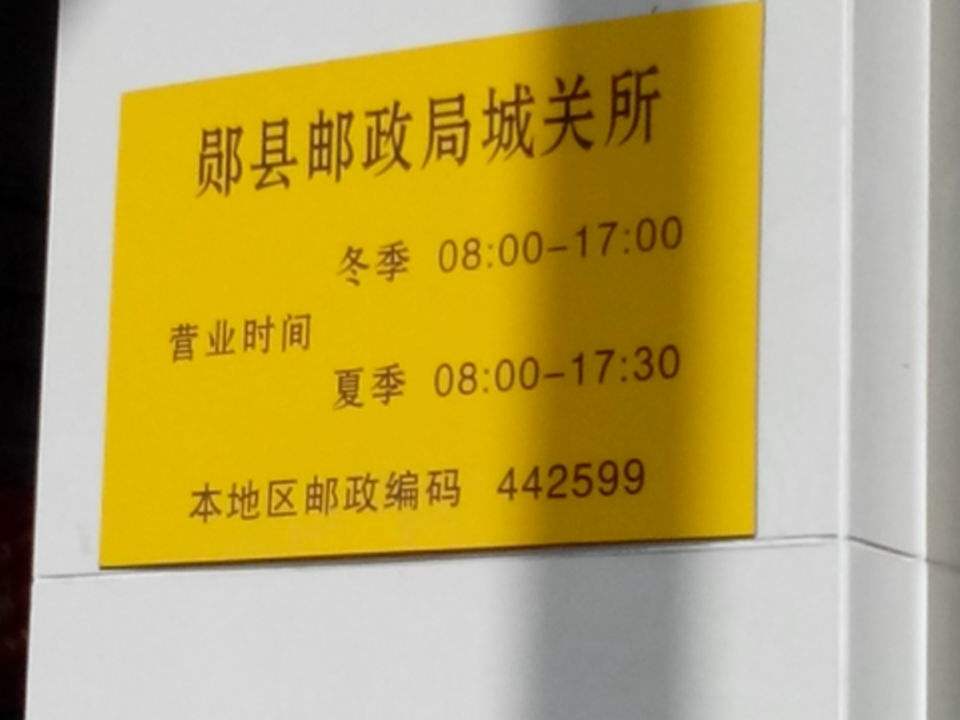 郧县邮政局城关所
冬季 08:00-17:00
营业时间
夏季 08:00-17:30
本地区邮政编码 442599